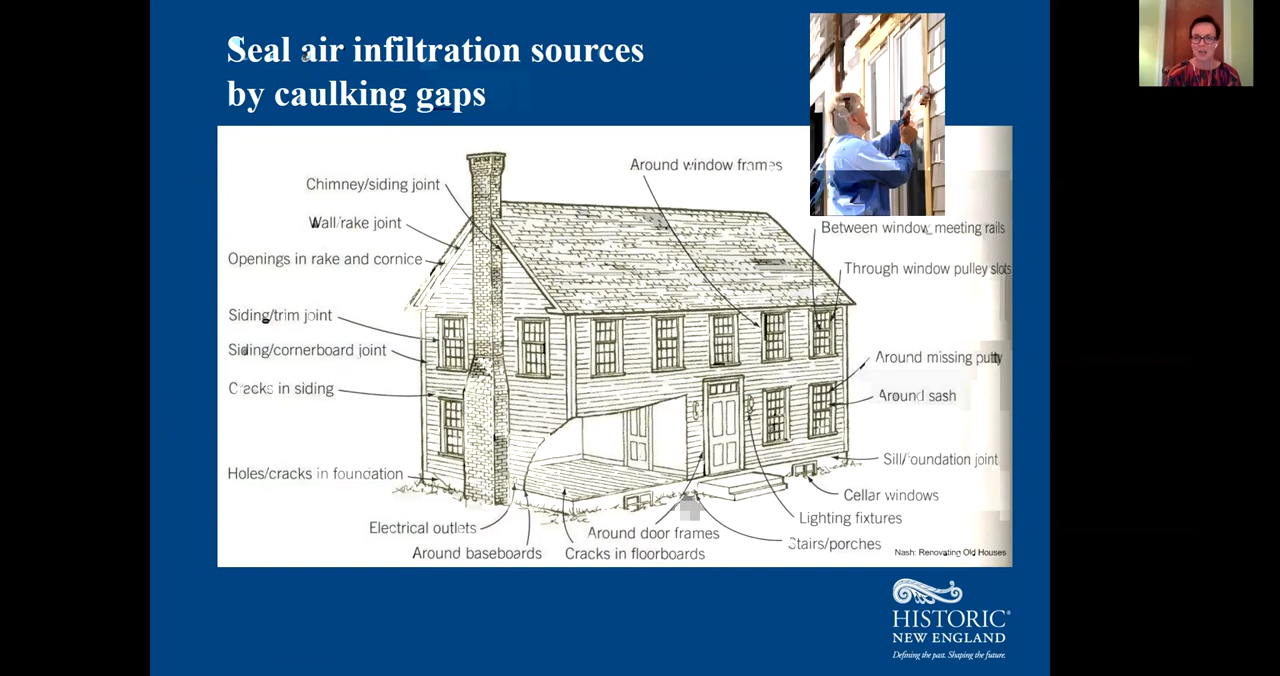 Seal air infiltration sources
by caulking gaps
Around window frames
Chimney/siding joint
Wall/rake joint
Openings in rake and cornice
Siding/trim joint
Siding/cornerboard joint
Cracks in siding
Holes/cracks in foundation
Electrical outlets
Around baseboards
Cracks in floorboards
Around door frames
Between window meeting rails
Through window pulley slots
Around missing putty
Around sash
Sill/foundation joint
Cellar windows
Lighting fixtures
Stairs/porches
Nash: Renovating Old Houses
HISTORIC®
NEW ENGLAND
Defining the past. Shaping the future.